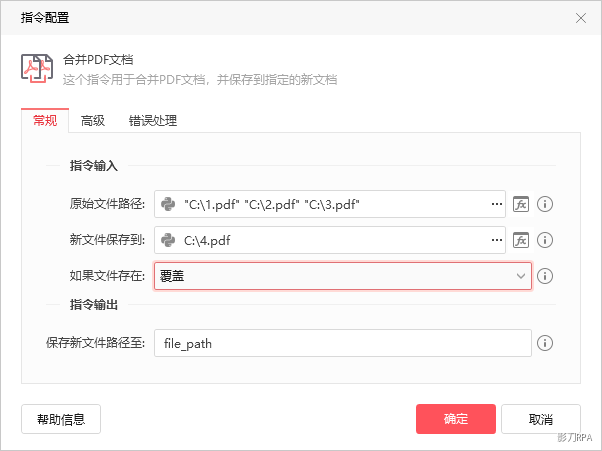 指令配置
合并PDF文档
这个指令用于合并PDF文档，并保存到指定的新文档
常规 高级 错误处理
指令输入
原始文件路径: "C:\1.pdf" "C:\2.pdf" "C:\3.pdf" ... fx i
新文件保存到: C:\4.pdf ... fx i
如果文件存在: 覆盖 i
指令输出
保存新文件路径至: file_path i
帮助信息 确定 取消
影刀RPA